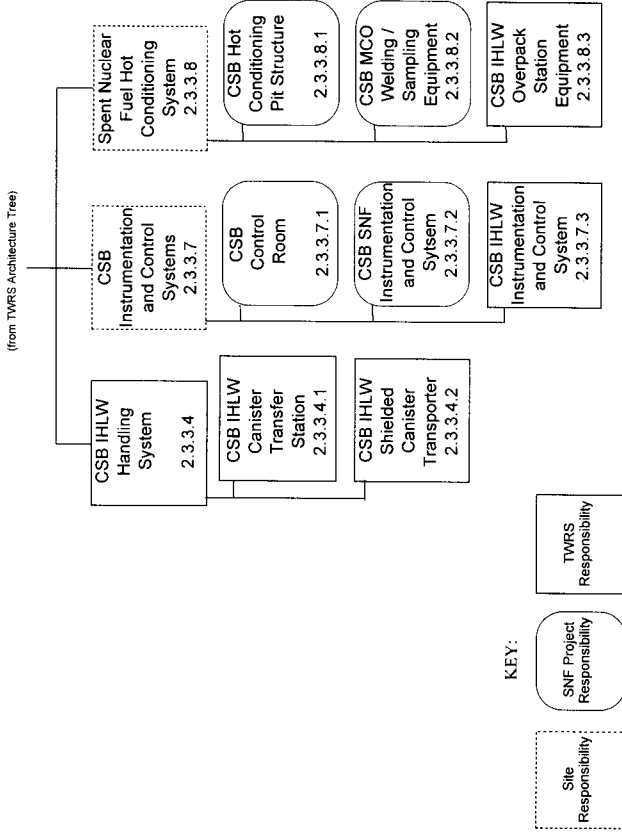 (from TWRS Architecture Tree)
CSB IHLW
Handling
System
2.3.3.4
CSB IHLW
Canister
Transfer
Station
2.3.3.4.1
CSB IHLW
Shielded
Canister
Transporter
2.3.3.4.2
CSB
Instrumentation
and Control
Systems
2.3.3.7
CSB
Control
Room
2.3.3.7.1
CSB SNF
Instrumentation
and Control
Sytsem
2.3.3.7.2
CSB IHLW
Instrumentation
and Control
System
2.3.3.7.3
Spent Nuclear
Fuel Hot
Conditioning
System
2.3.3.8
CSB Hot
Conditioning
Pit Structure
2.3.3.8.1
CSB MCO
Welding /
Sampling
Equipment
2.3.3.8.2
CSB IHLW
Overpack
Station
Equipment
2.3.3.8.3
KEY:
Site
Responsibility
SNF Project
Responsibility
TWRS
Responsibility